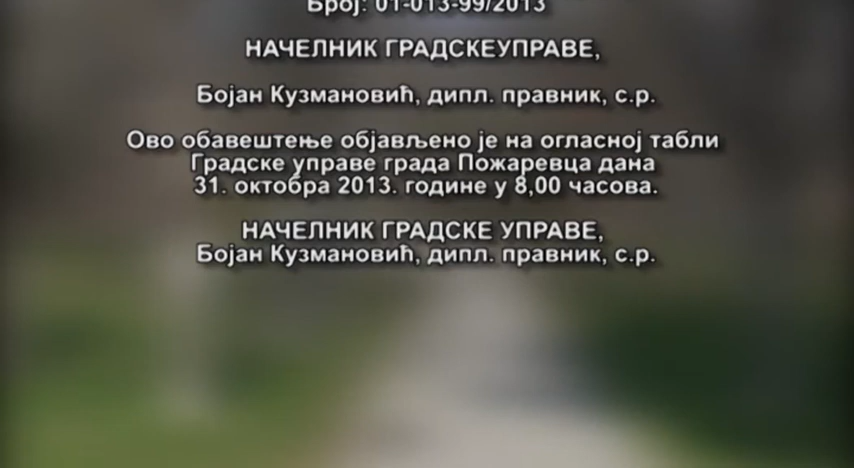 Број: 01-013-99/2013
НАЧЕЛНИК ГРАДСКЕУПРАВЕ,
Бојан Кузмановић, дипл. правник, с.р.
Ово обавештење објављено је на огласној табли
Градске управе града Пожаревца дана
31. октобра 2013. године у 8,00 часова.
НАЧЕЛНИК ГРАДСКЕ УПРАВЕ,
Бојан Кузмановић, дипл. правник, с.р.